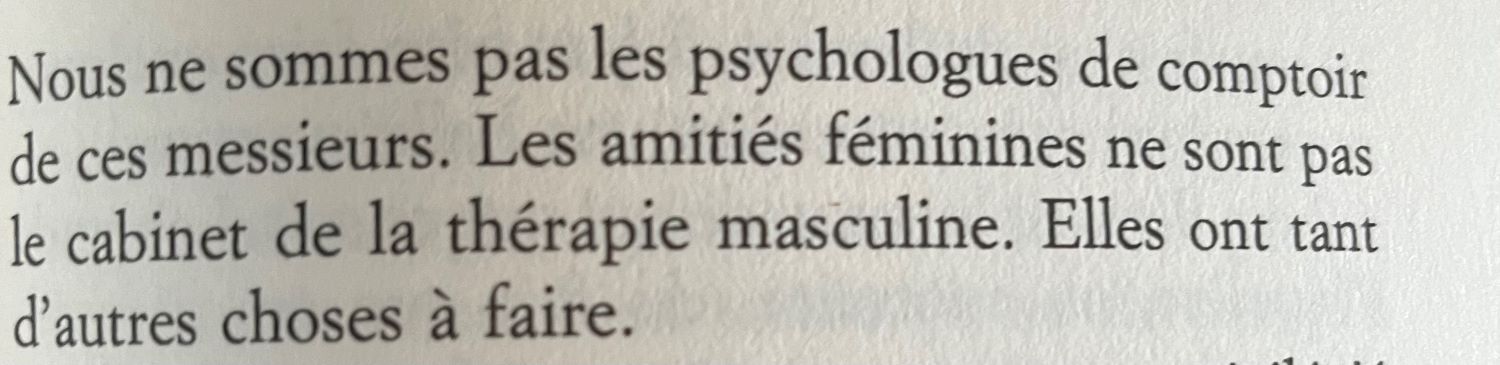 Nous ne sommes pas les psychologues de comptoir
de ces messieurs. Les amitiés féminines ne sont pas
le cabinet de la thérapie masculine. Elles ont tant
d'autres choses à faire.